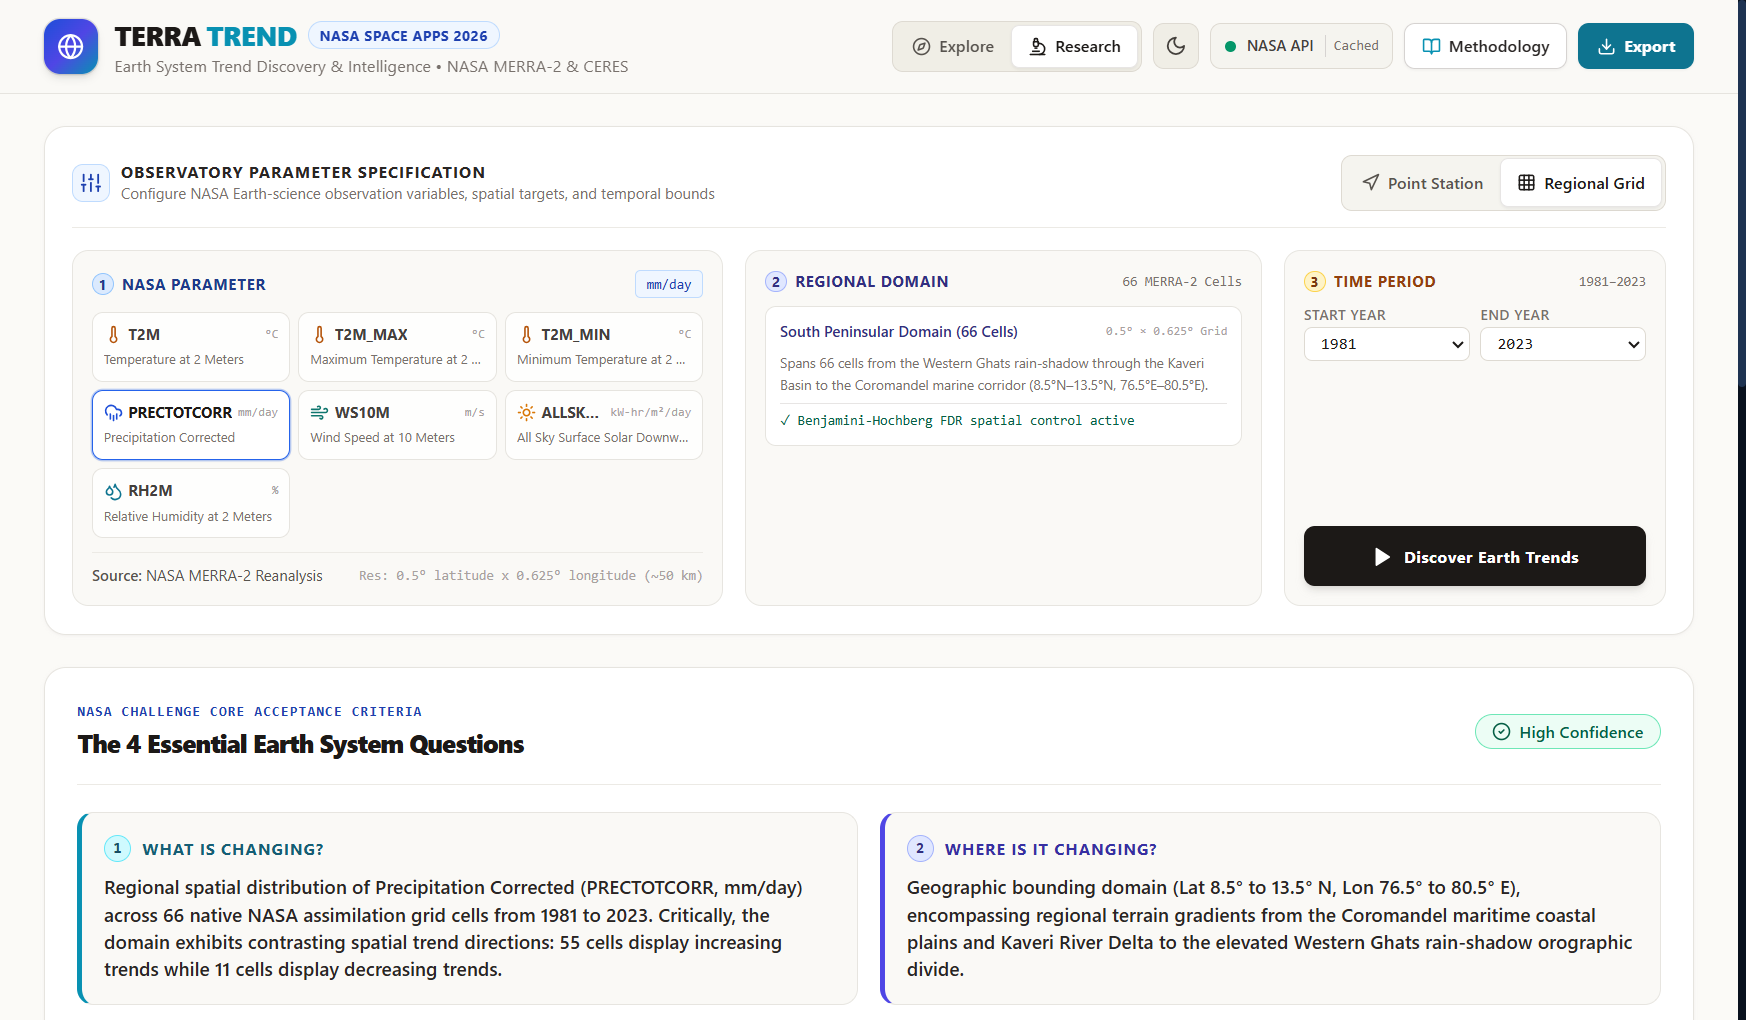 TERRA TREND NASA SPACE APPS 2026
Earth System Trend Discovery & Intelligence • NASA MERRA-2 & CERES
Explore Research NASA API Cached Methodology Export
OBSERVATORY PARAMETER SPECIFICATION
Configure NASA Earth-science observation variables, spatial targets, and temporal bounds
Point Station Regional Grid
1 NASA PARAMETER mm/day
T2M °C
Temperature at 2 Meters
T2M_MAX °C
Maximum Temperature at 2 ...
T2M_MIN °C
Minimum Temperature at 2 ...
PRECTOTCORR mm/day
Precipitation Corrected
WS10M m/s
Wind Speed at 10 Meters
ALLSK... kW-hr/m²/day
All Sky Surface Solar Downw...
RH2M %
Relative Humidity at 2 Meters
Source: NASA MERRA-2 Reanalysis Res: 0.5° latitude x 0.625° longitude (~50 km)
2 REGIONAL DOMAIN 66 MERRA-2 Cells
South Peninsular Domain (66 Cells) 0.5° × 0.625° Grid
Spans 66 cells from the Western Ghats rain-shadow through the Kaveri
Basin to the Coromandel marine corridor (8.5°N–13.5°N, 76.5°E–80.5°E).
✓ Benjamini-Hochberg FDR spatial control active
3 TIME PERIOD 1981–2023
START YEAR END YEAR
1981 2023
Discover Earth Trends
NASA CHALLENGE CORE ACCEPTANCE CRITERIA
The 4 Essential Earth System Questions
High Confidence
1 WHAT IS CHANGING?
Regional spatial distribution of Precipitation Corrected (PRECTOTCORR, mm/day)
across 66 native NASA assimilation grid cells from 1981 to 2023. Critically, the
domain exhibits contrasting spatial trend directions: 55 cells display increasing
trends while 11 cells display decreasing trends.
2 WHERE IS IT CHANGING?
Geographic bounding domain (Lat 8.5° to 13.5° N, Lon 76.5° to 80.5° E),
encompassing regional terrain gradients from the Coromandel maritime coastal
plains and Kaveri River Delta to the elevated Western Ghats rain-shadow orographic
divide.